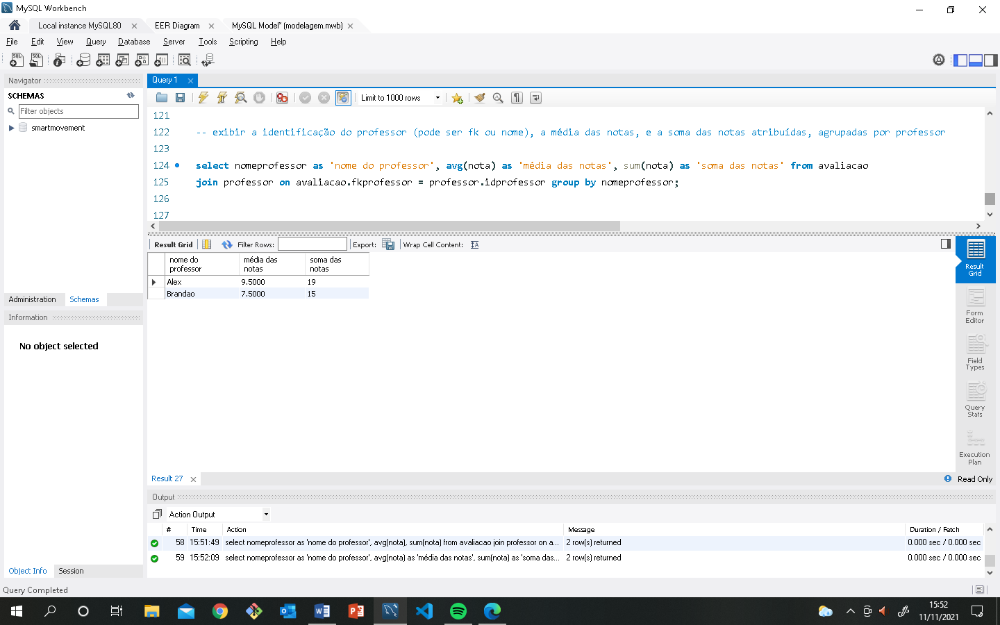 MySQL Workbench
Local instance MySQL80
EER Diagram
MySQL Model* (modelagem.mwb)
File Edit View Query Database Server Tools Scripting Help
Navigator
SCHEMAS
Filter objects
smartmovement
Administration Schemas
Information
No object selected
Object Info Session
Query 1
Limit to 1000 rows
121
122 -- exibir a identificação do professor (pode ser fk ou nome), a média das notas, e a soma das notas atribuídas, agrupadas por professor
123
124 select nomeprofessor as 'nome do professor', avg(nota) as 'média das notas', sum(nota) as 'soma das notas' from avaliacao
125 join professor on avaliacao.fkprofessor = professor.idprofessor group by nomeprofessor;
126
127
Result Grid Filter Rows: Export: Wrap Cell Content:
nome do professor média das notas soma das notas
Alex 9.5000 19
Brandao 7.5000 15
Result Grid
Form Editor
Field Types
Query Stats
Execution Plan
Result 27
Read Only
Output
Action Output
# Time Action Message Duration / Fetch
58 15:51:49 select nomeprofessor as 'nome do professor', avg(nota), sum(nota) from avaliacao join professor on a... 2 row(s) returned 0.000 sec / 0.000 sec
59 15:52:09 select nomeprofessor as 'nome do professor', avg(nota) as 'média das notas', sum(nota) as 'soma das... 2 row(s) returned 0.000 sec / 0.000 sec
Query Completed
15:52
11/11/2021